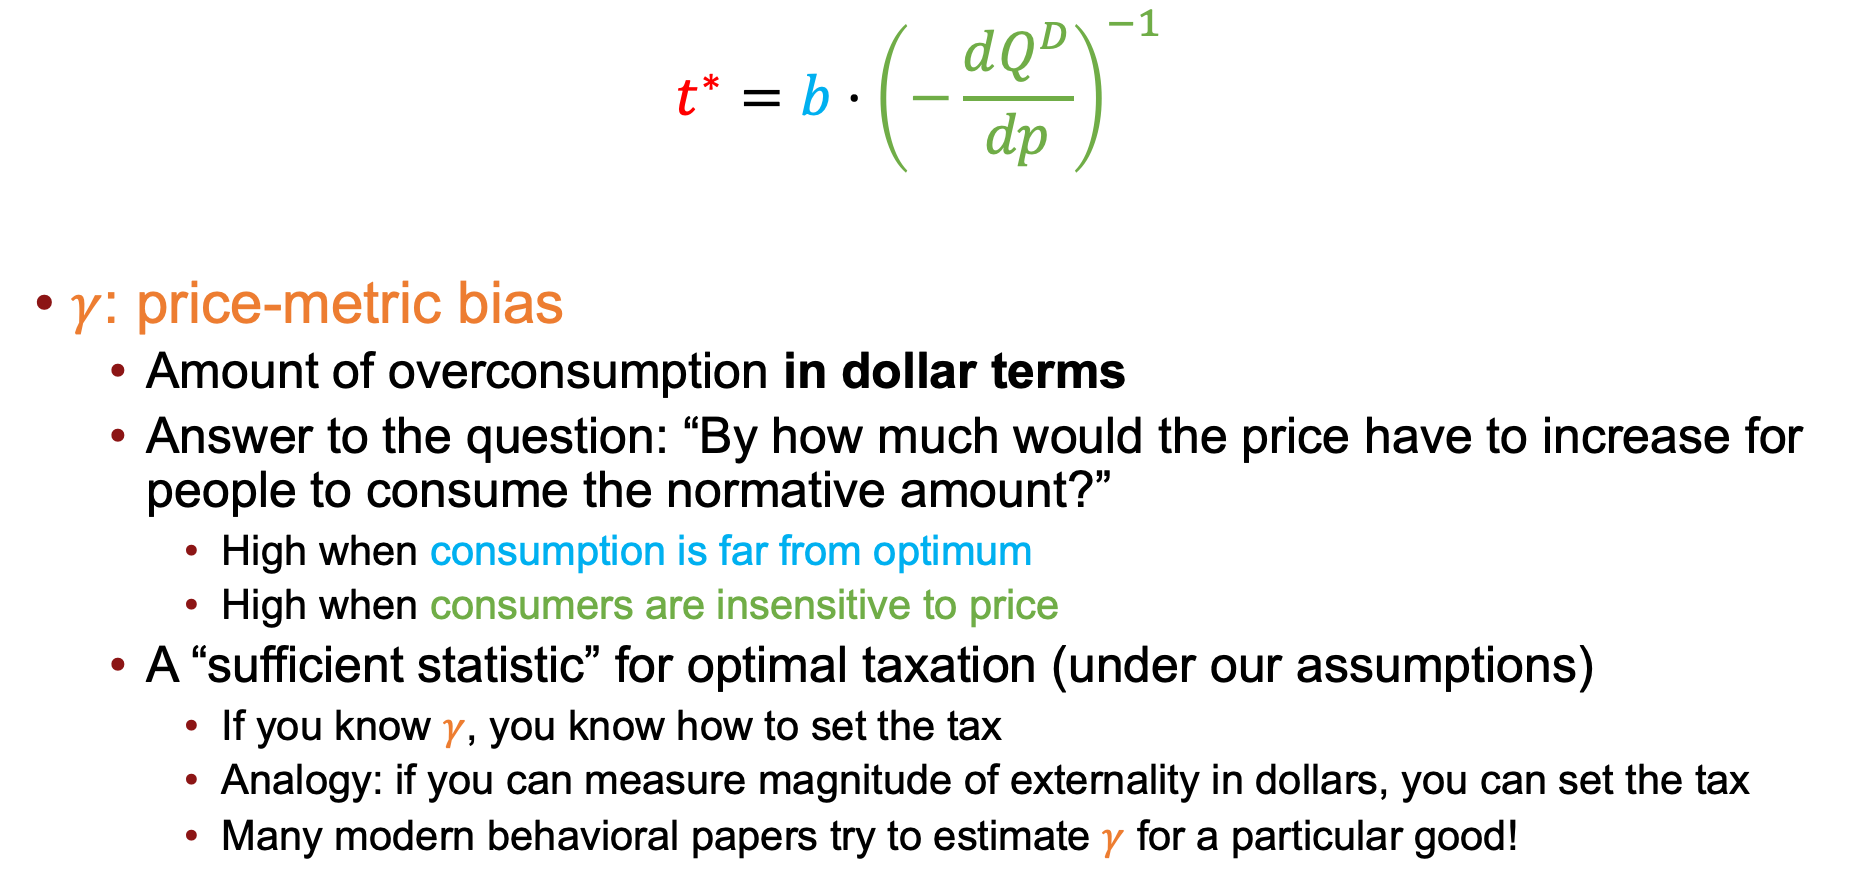 t* = b · (− dQ^D / dp)^−1
• γ: price-metric bias
• Amount of overconsumption in dollar terms
• Answer to the question: “By how much would the price have to increase for
people to consume the normative amount?”
• High when consumption is far from optimum
• High when consumers are insensitive to price
• A “sufficient statistic” for optimal taxation (under our assumptions)
• If you know γ, you know how to set the tax
• Analogy: if you can measure magnitude of externality in dollars, you can set the tax
• Many modern behavioral papers try to estimate γ for a particular good!